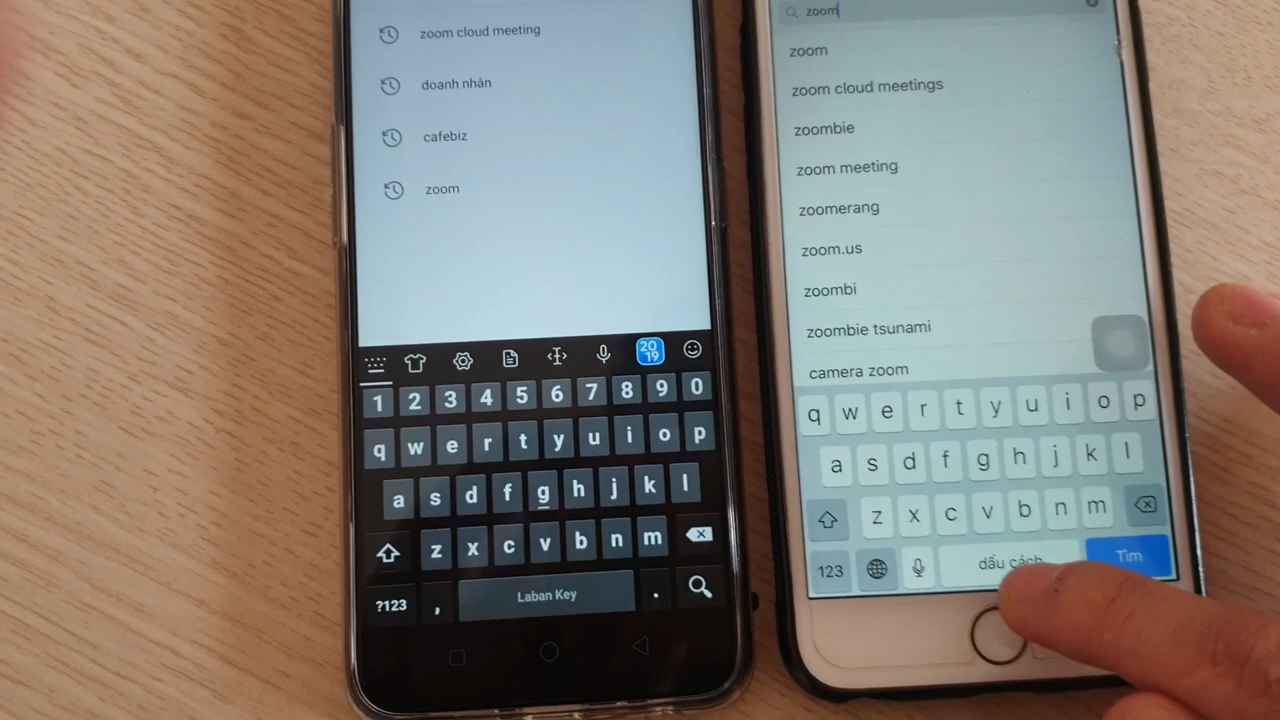 zoom cloud meeting
doanh nhân
cafebiz
zoom
20
19
1 2 3 4 5 6 7 8 9 0
q w e r t y u i o p
a s d f g h j k l
z x c v b n m
?123 , Laban Key .
zoom
zoom
zoom cloud meetings
zoombie
zoom meeting
zoomerang
zoom.us
zoombi
zoombie tsunami
camera zoom
q w e r t y u i o p
a s d f g h j k l
z x c v b n m
123 dấu cách Tìm